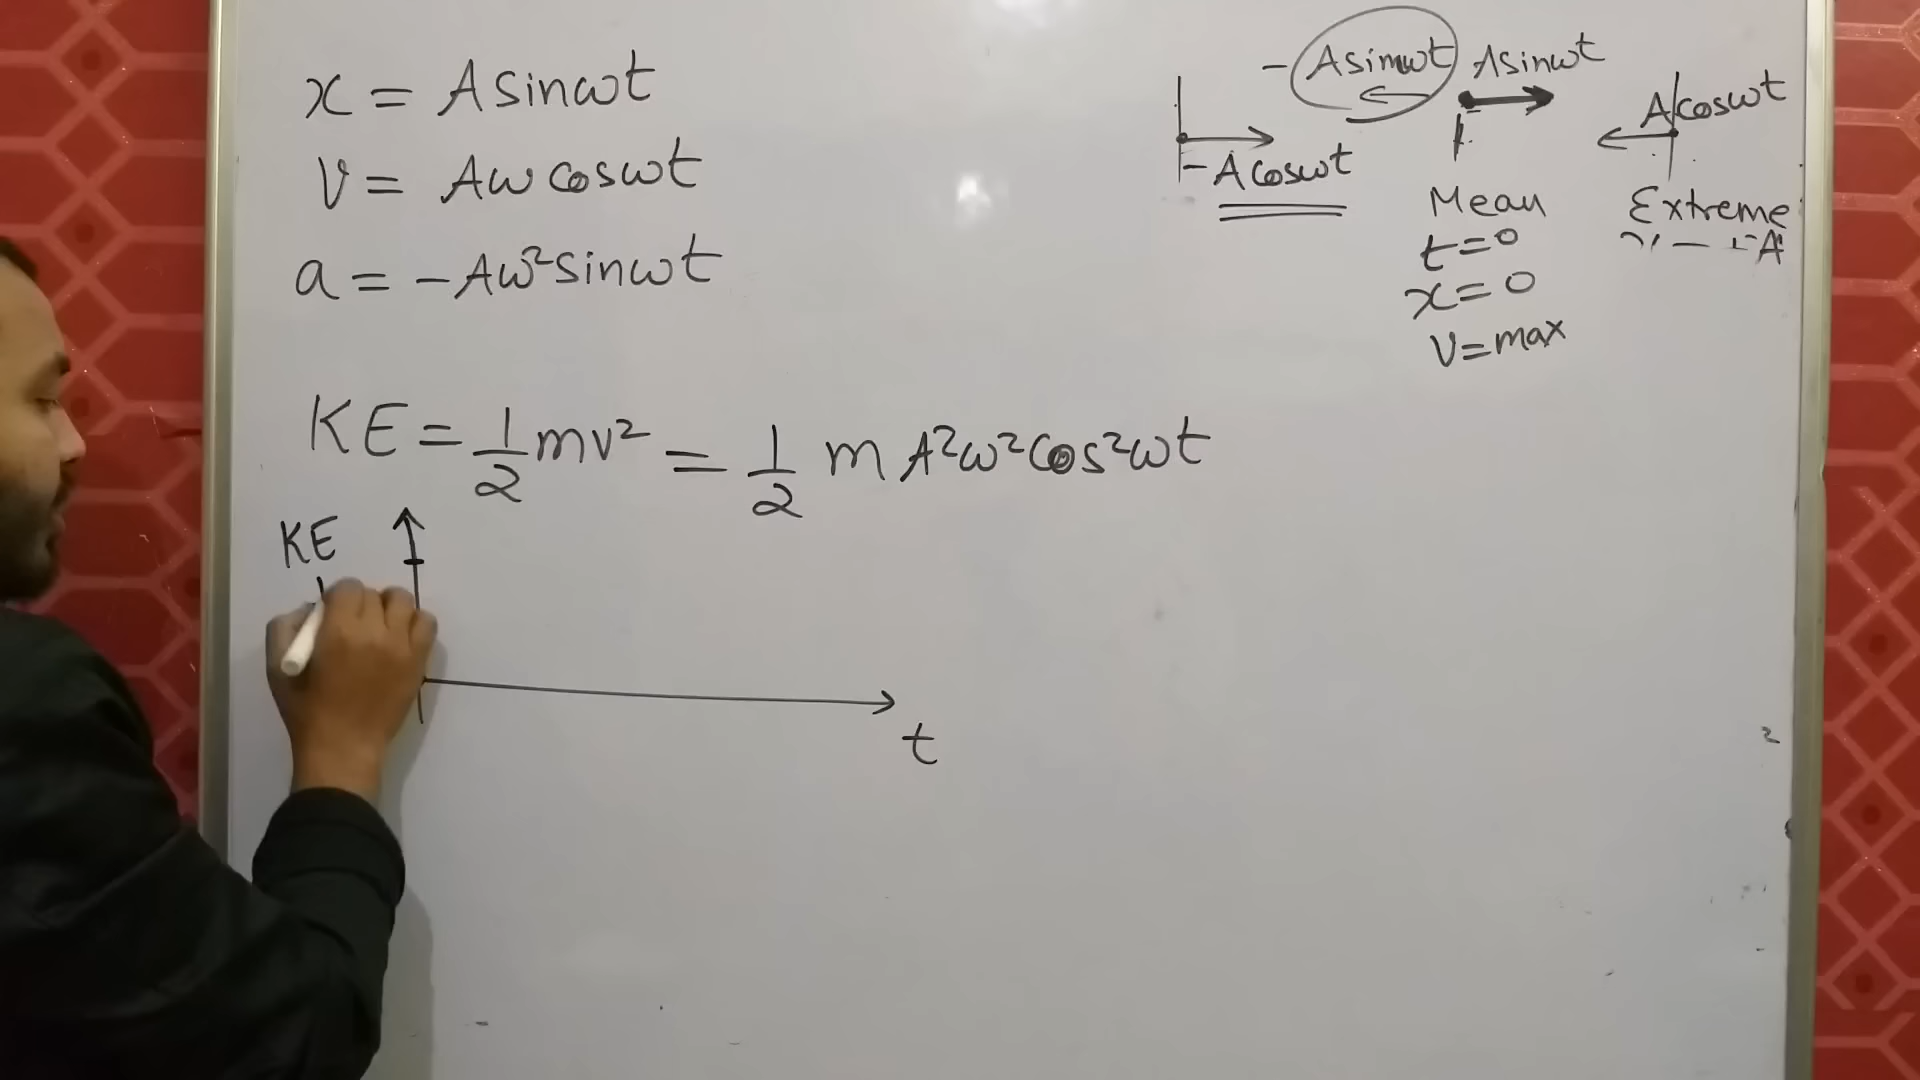 x = A sinωt
v = Aω cosωt
a = -Aω²sinωt
- Asinωt
Asinωt
-Acosωt
Acosωt
Mean
t=0
x=0
v=max
Extreme
KE = 1/2 mv² = 1/2 m A²ω²cos²ωt
KE
t